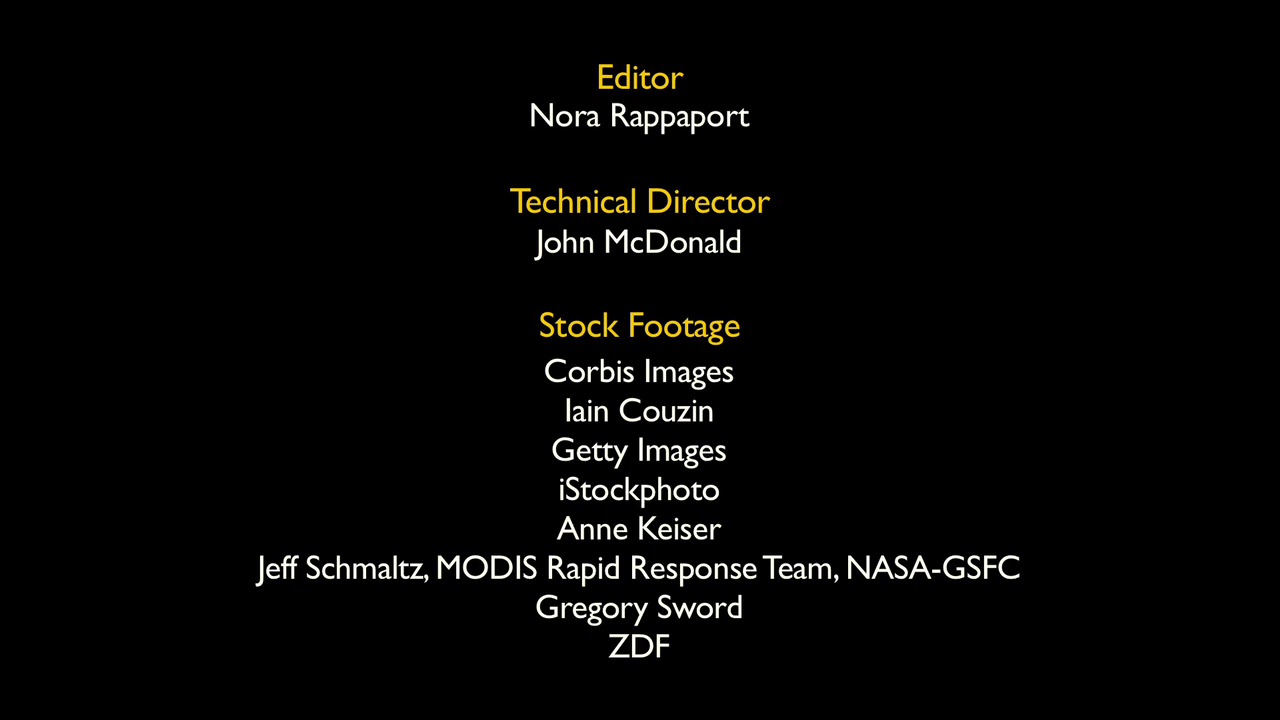 Editor
Nora Rappaport
Technical Director
John McDonald
Stock Footage
Corbis Images
Iain Couzin
Getty Images
iStockphoto
Anne Keiser
Jeff Schmaltz, MODIS Rapid Response Team, NASA-GSFC
Gregory Sword
ZDF